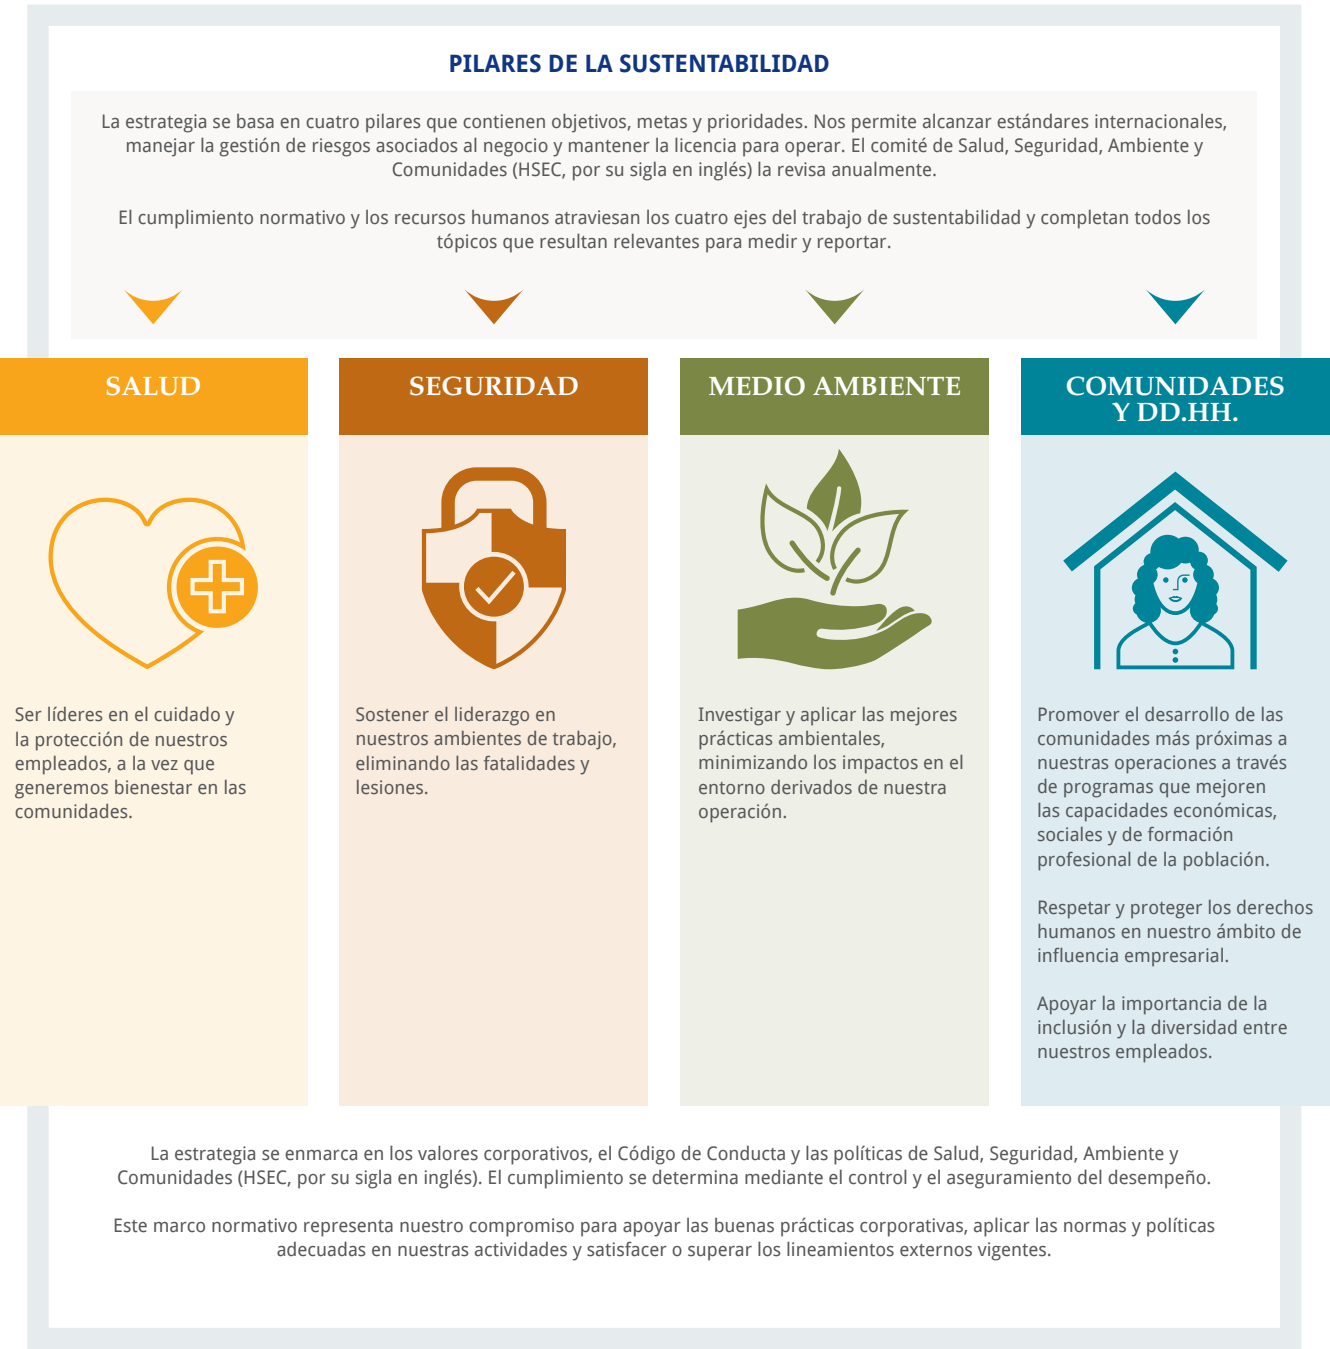 PILARES DE LA SUSTENTABILIDAD
La estrategia se basa en cuatro pilares que contienen objetivos, metas y prioridades. Nos permite alcanzar estándares internacionales,
manejar la gestión de riesgos asociados al negocio y mantener la licencia para operar. El comité de Salud, Seguridad, Ambiente y
Comunidades (HSEC, por su sigla en inglés) la revisa anualmente.
El cumplimiento normativo y los recursos humanos atraviesan los cuatro ejes del trabajo de sustentabilidad y completan todos los
tópicos que resultan relevantes para medir y reportar.
SALUD
Ser líderes en el cuidado y
la protección de nuestros
empleados, a la vez que
generemos bienestar en las
comunidades.
SEGURIDAD
Sostener el liderazgo en
nuestros ambientes de trabajo,
eliminando las fatalidades y
lesiones.
MEDIO AMBIENTE
Investigar y aplicar las mejores
prácticas ambientales,
minimizando los impactos en el
entorno derivados de nuestra
operación.
COMUNIDADES
Y DD.HH.
Promover el desarrollo de las
comunidades más próximas a
nuestras operaciones a través
de programas que mejoren
las capacidades económicas,
sociales y de formación
profesional de la población.
Respetar y proteger los derechos
humanos en nuestro ámbito de
influencia empresarial.
Apoyar la importancia de la
inclusión y la diversidad entre
nuestros empleados.
La estrategia se enmarca en los valores corporativos, el Código de Conducta y las políticas de Salud, Seguridad, Ambiente y
Comunidades (HSEC, por su sigla en inglés). El cumplimiento se determina mediante el control y el aseguramiento del desempeño.
Este marco normativo representa nuestro compromiso para apoyar las buenas prácticas corporativas, aplicar las normas y políticas
adecuadas en nuestras actividades y satisfacer o superar los lineamientos externos vigentes.